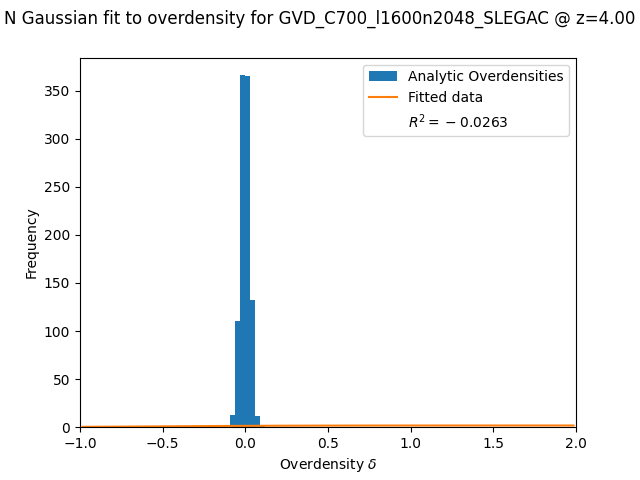 N Gaussian fit to overdensity for GVD_C700_l1600n2048_SLEGAC @ z=4.00
Analytic Overdensities
Fitted data
R² = − 0.0263
Frequency
350
300
250
200
150
100
50
0
−1.0 −0.5 0.0 0.5 1.0 1.5 2.0
Overdensity δ